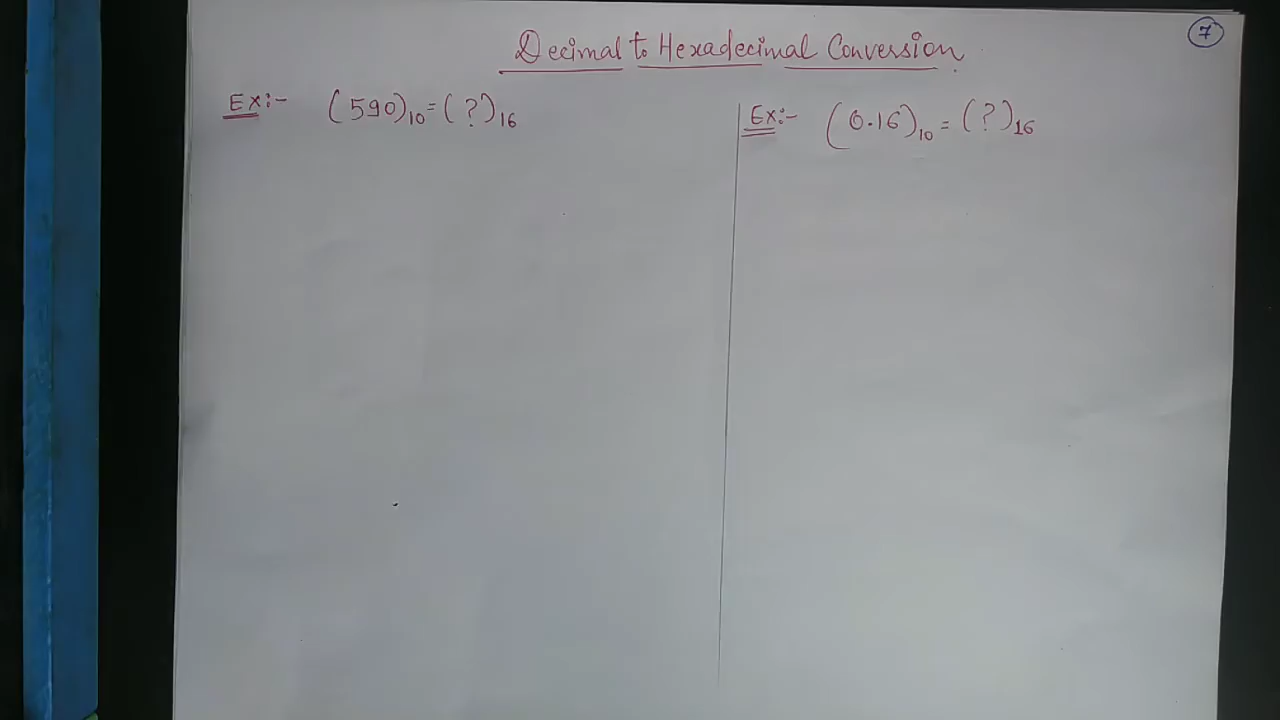 Decimal to Hexadecimal Conversion.
7
Ex:- (590)₁₀ = (?)₁₆
Ex:- (0.16)₁₀ = (?)₁₆